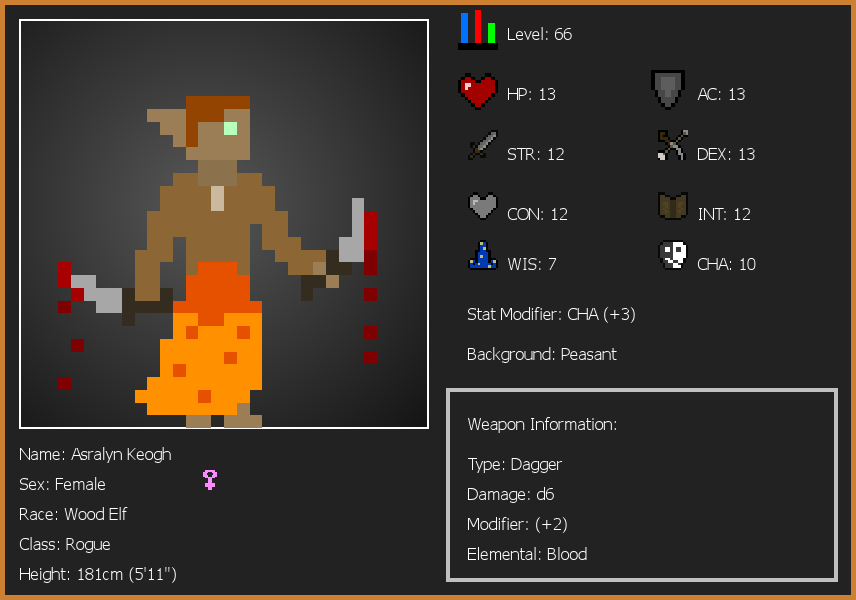 Level: 66
HP: 13
AC: 13
STR: 12
DEX: 13
CON: 12
INT: 12
WIS: 7
CHA: 10
Stat Modifier: CHA (+3)
Background: Peasant
Weapon Information:
Type: Dagger
Damage: d6
Modifier: (+2)
Elemental: Blood
Name: Asralyn Keogh
Sex: Female
Race: Wood Elf
Class: Rogue
Height: 181cm (5'11")